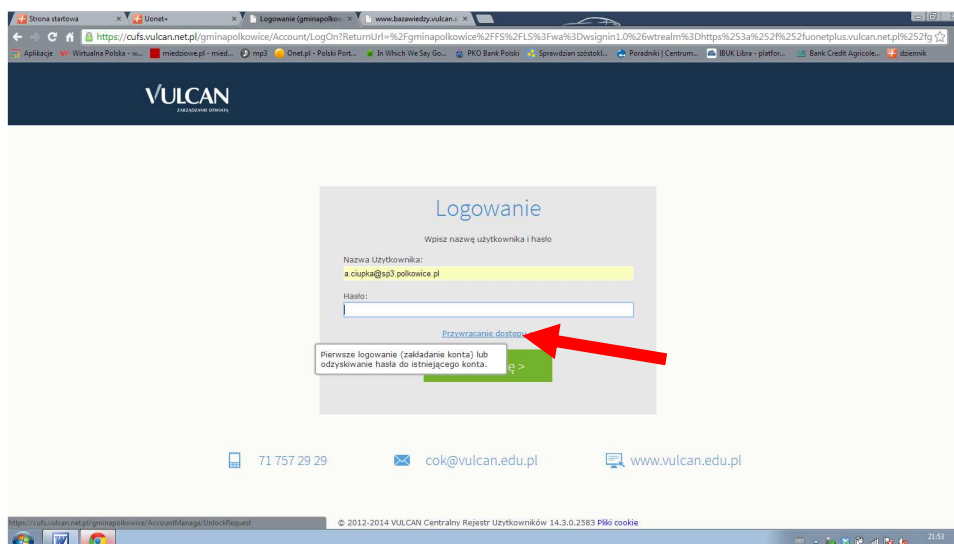 Strona startowa × Uonet+ × Logowanie (gminapolkow × www.bazawiedzy.vulcan.e ×
https://cufs.vulcan.net.pl/gminapolkowice/Account/LogOn?ReturnUrl=%2Fgminapolkowice%2FFS%2FLS%3Fwa%3Dwsignin1.0%26wtrealm%3Dhttps%253a%252f%252fuonetplus.vulcan.net.pl%252fg
Aplikacje Wirtualna Polska - w... miedziowe.pl - mied... mp3 Onet.pl - Polski Port... In Which We Say Go... PKO Bank Polski Sprawdzian szóstokl... Poradniki | Centrum... IBUK Libra - platfor... Bank Credit Agricole... dziennik
VULCAN
ZARZĄDZANIE OŚWIATĄ
Logowanie
Wpisz nazwę użytkownika i hasło
Nazwa Użytkownika:
a.ciupka@sp3.polkowice.pl
Hasło:
Przywracanie dostępu
Pierwsze logowanie (zakładanie konta) lub
odzyskiwanie hasła do istniejącego konta.
ę >
71 757 29 29 cok@vulcan.edu.pl www.vulcan.edu.pl
https://cufs.vulcan.net.pl/gminapolkowice/AccountManage/UnlockRequest
© 2012-2014 VULCAN Centralny Rejestr Użytkowników 14.3.0.2583 Pliki cookie
21:53